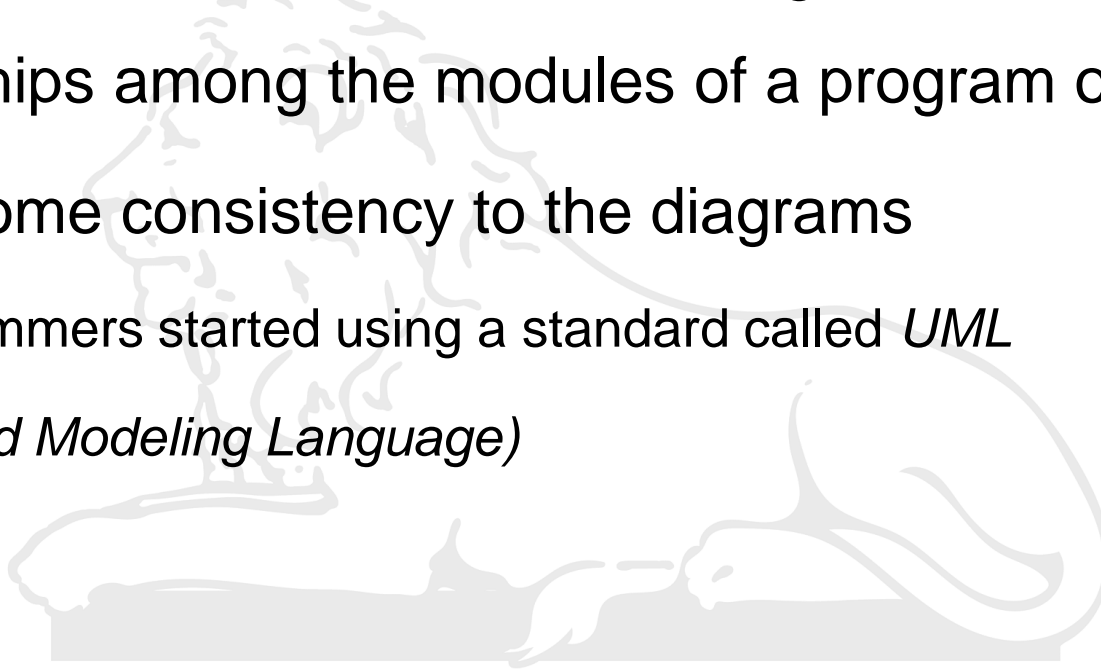 hips among the modules of a program o
ome consistency to the diagrams
mmers started using a standard called UML
d Modeling Language)